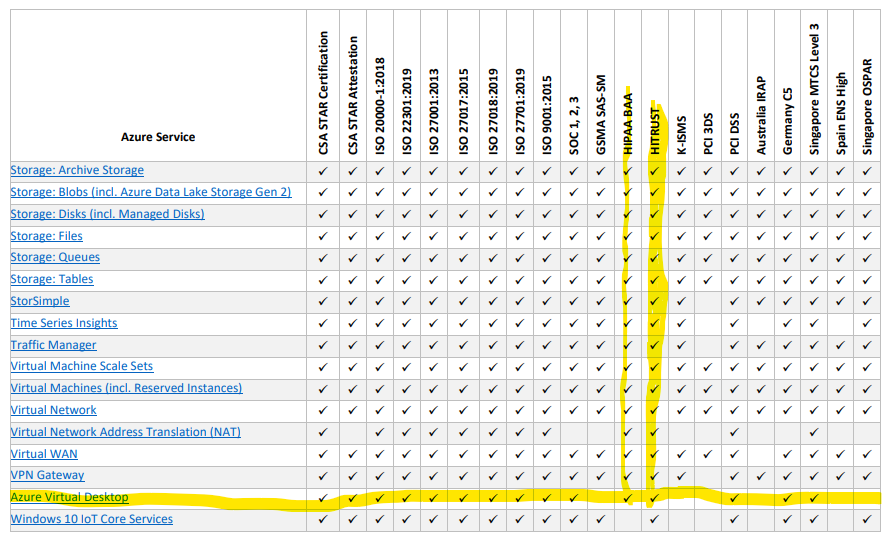 Azure Service
CSA STAR Certification
CSA STAR Attestation
ISO 20000-1:2018
ISO 22301:2019
ISO 27001:2013
ISO 27017:2015
ISO 27018:2019
ISO 27701:2019
ISO 9001:2015
SOC 1, 2, 3
GSMA SAS-SM
HIPAA BAA
HITRUST
K-ISMS
PCI 3DS
PCI DSS
Australia IRAP
Germany C5
Singapore MTCS Level 3
Spain ENS High
Singapore OSPAR
Storage: Archive Storage
Storage: Blobs (incl. Azure Data Lake Storage Gen 2)
Storage: Disks (incl. Managed Disks)
Storage: Files
Storage: Queues
Storage: Tables
StorSimple
Time Series Insights
Traffic Manager
Virtual Machine Scale Sets
Virtual Machines (incl. Reserved Instances)
Virtual Network
Virtual Network Address Translation (NAT)
Virtual WAN
VPN Gateway
Azure Virtual Desktop
Windows 10 IoT Core Services